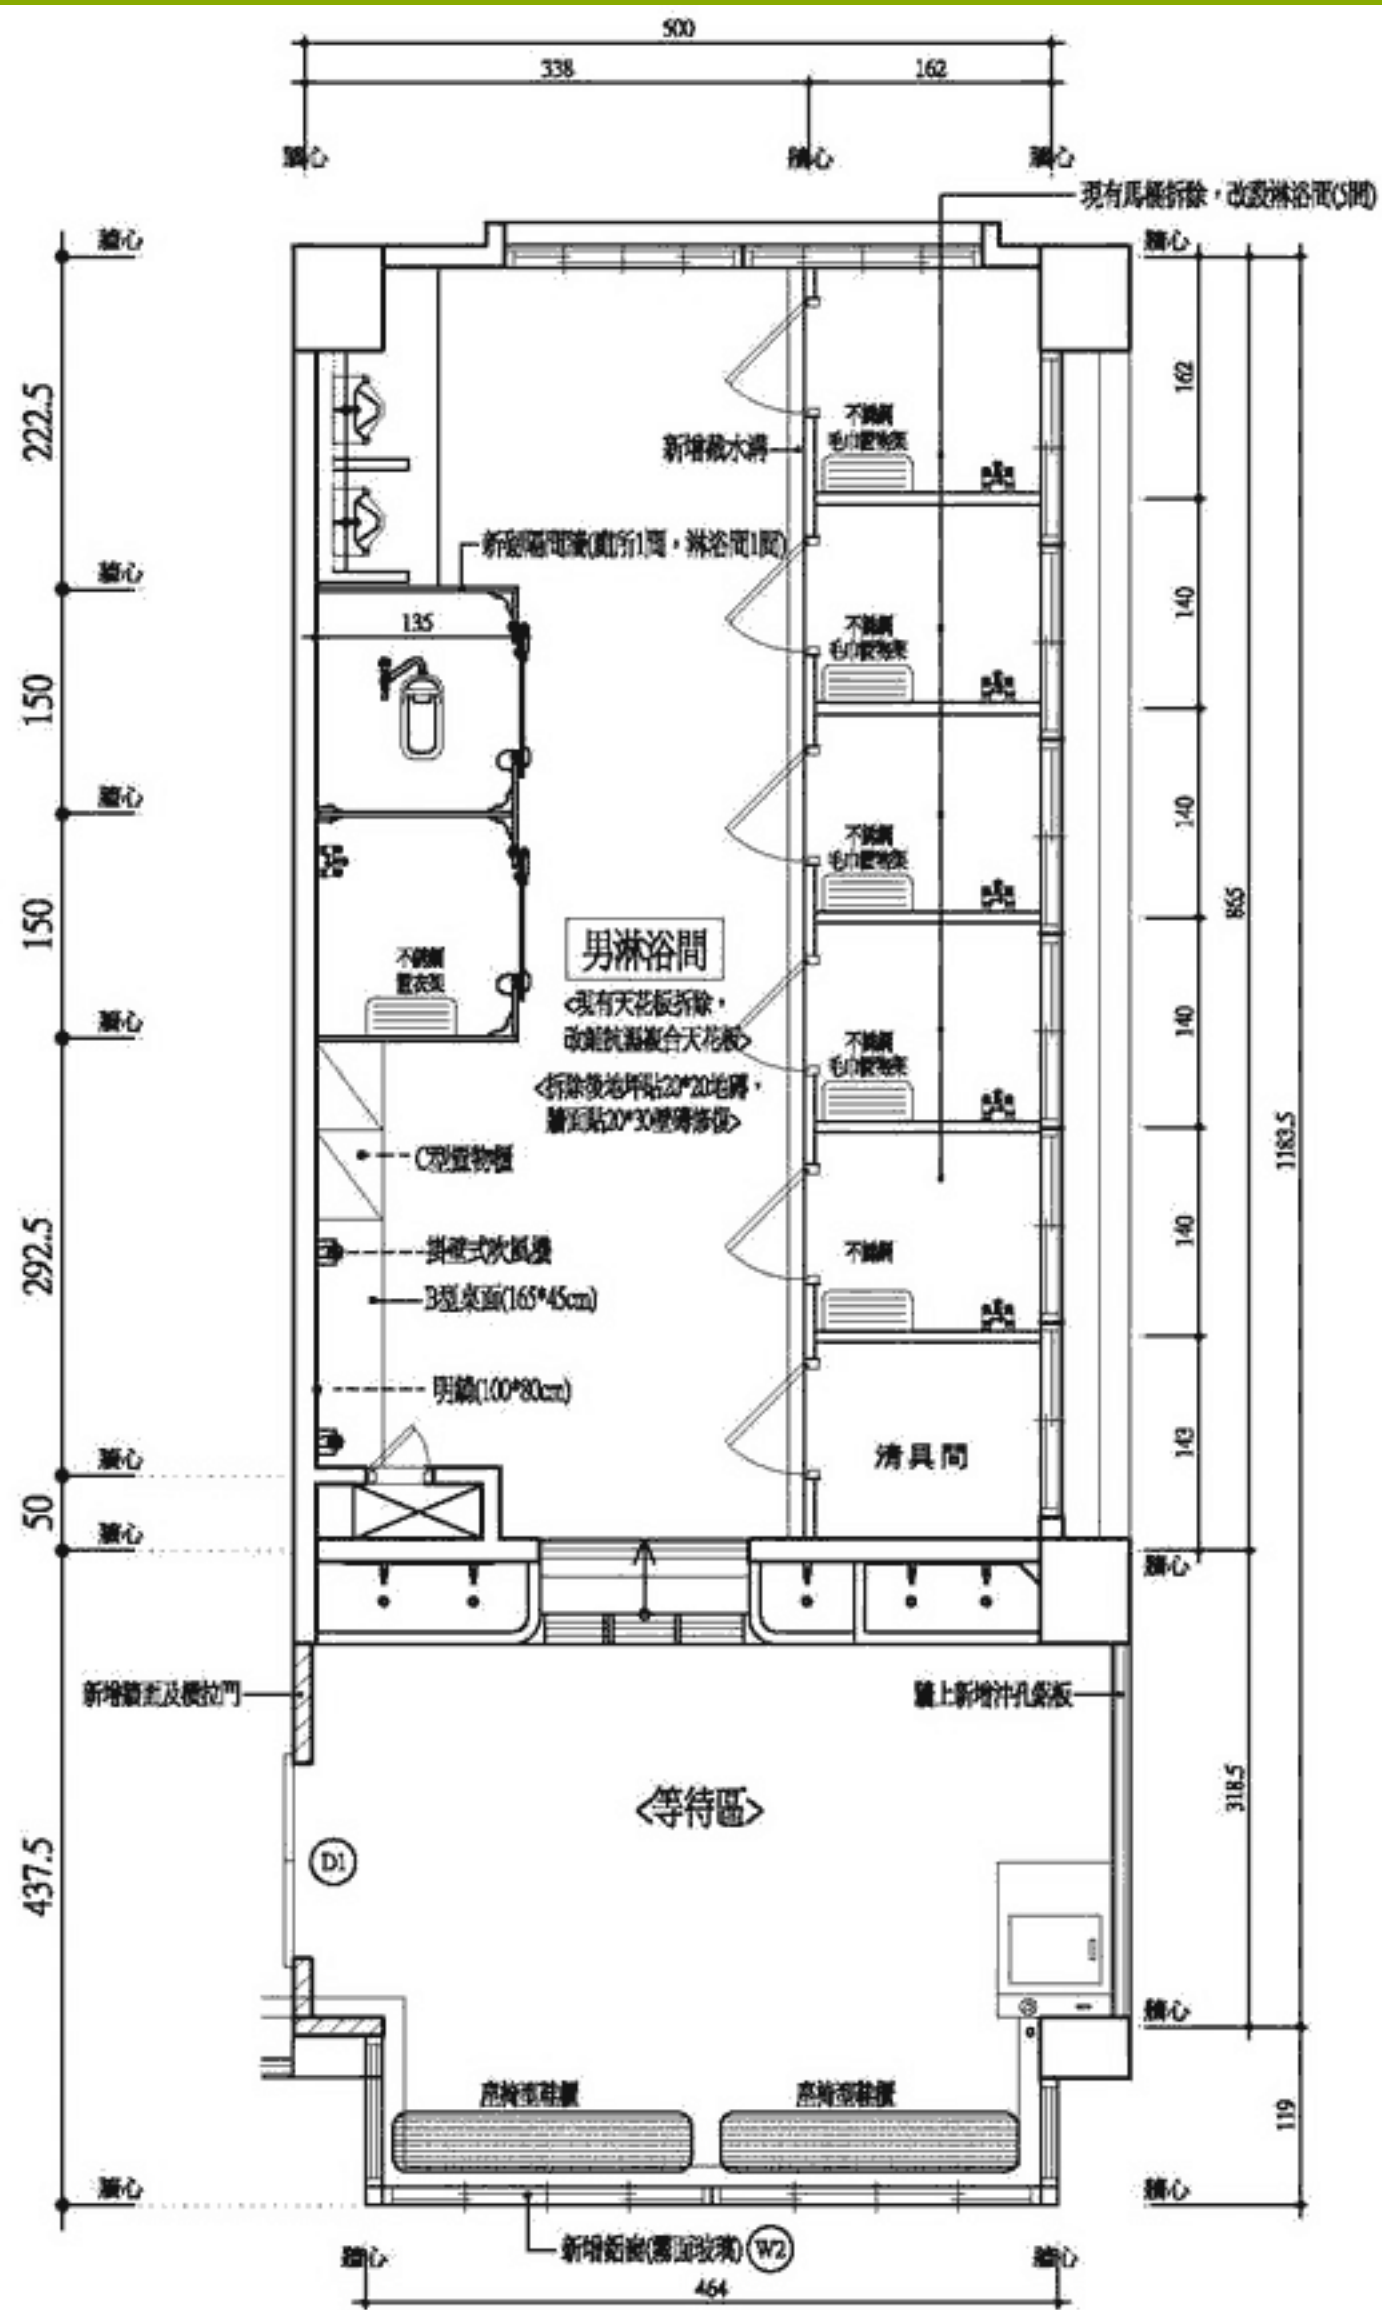 500
338
162
牆心
牆心
牆心
現有馬桶拆除，改設淋浴間(5間)
牆心
牆心
222.5
162
不鏽鋼
毛巾置物架
新增截水溝
新砌隔間牆(廁所1間，淋浴間1間)
牆心
135
140
不鏽鋼
毛巾置物架
150
牆心
140
不鏽鋼
毛巾置物架
865
150
不銹鋼
置衣架
男淋浴間
<現有天花板拆除，
改鋪抗濕複合天花板>
<拆除後地坪貼20*20地磚，
牆面貼20*30壁磚修復>
牆心
140
不鏽鋼
毛巾置物架
1183.5
C型置物櫃
292.5
掛壁式吹風機
B型桌面(165*45cm)
140
不鏽鋼
明鏡(100*80cm)
清具間
143
牆心
50
牆心
牆心
新增牆面及橫拉門
牆上新增沖孔鋁板
<等待區>
318.5
D1
437.5
牆心
座椅型鞋櫃
座椅型鞋櫃
119
牆心
牆心
新增鋁窗(霧面玻璃)
W2
牆心
牆心
464